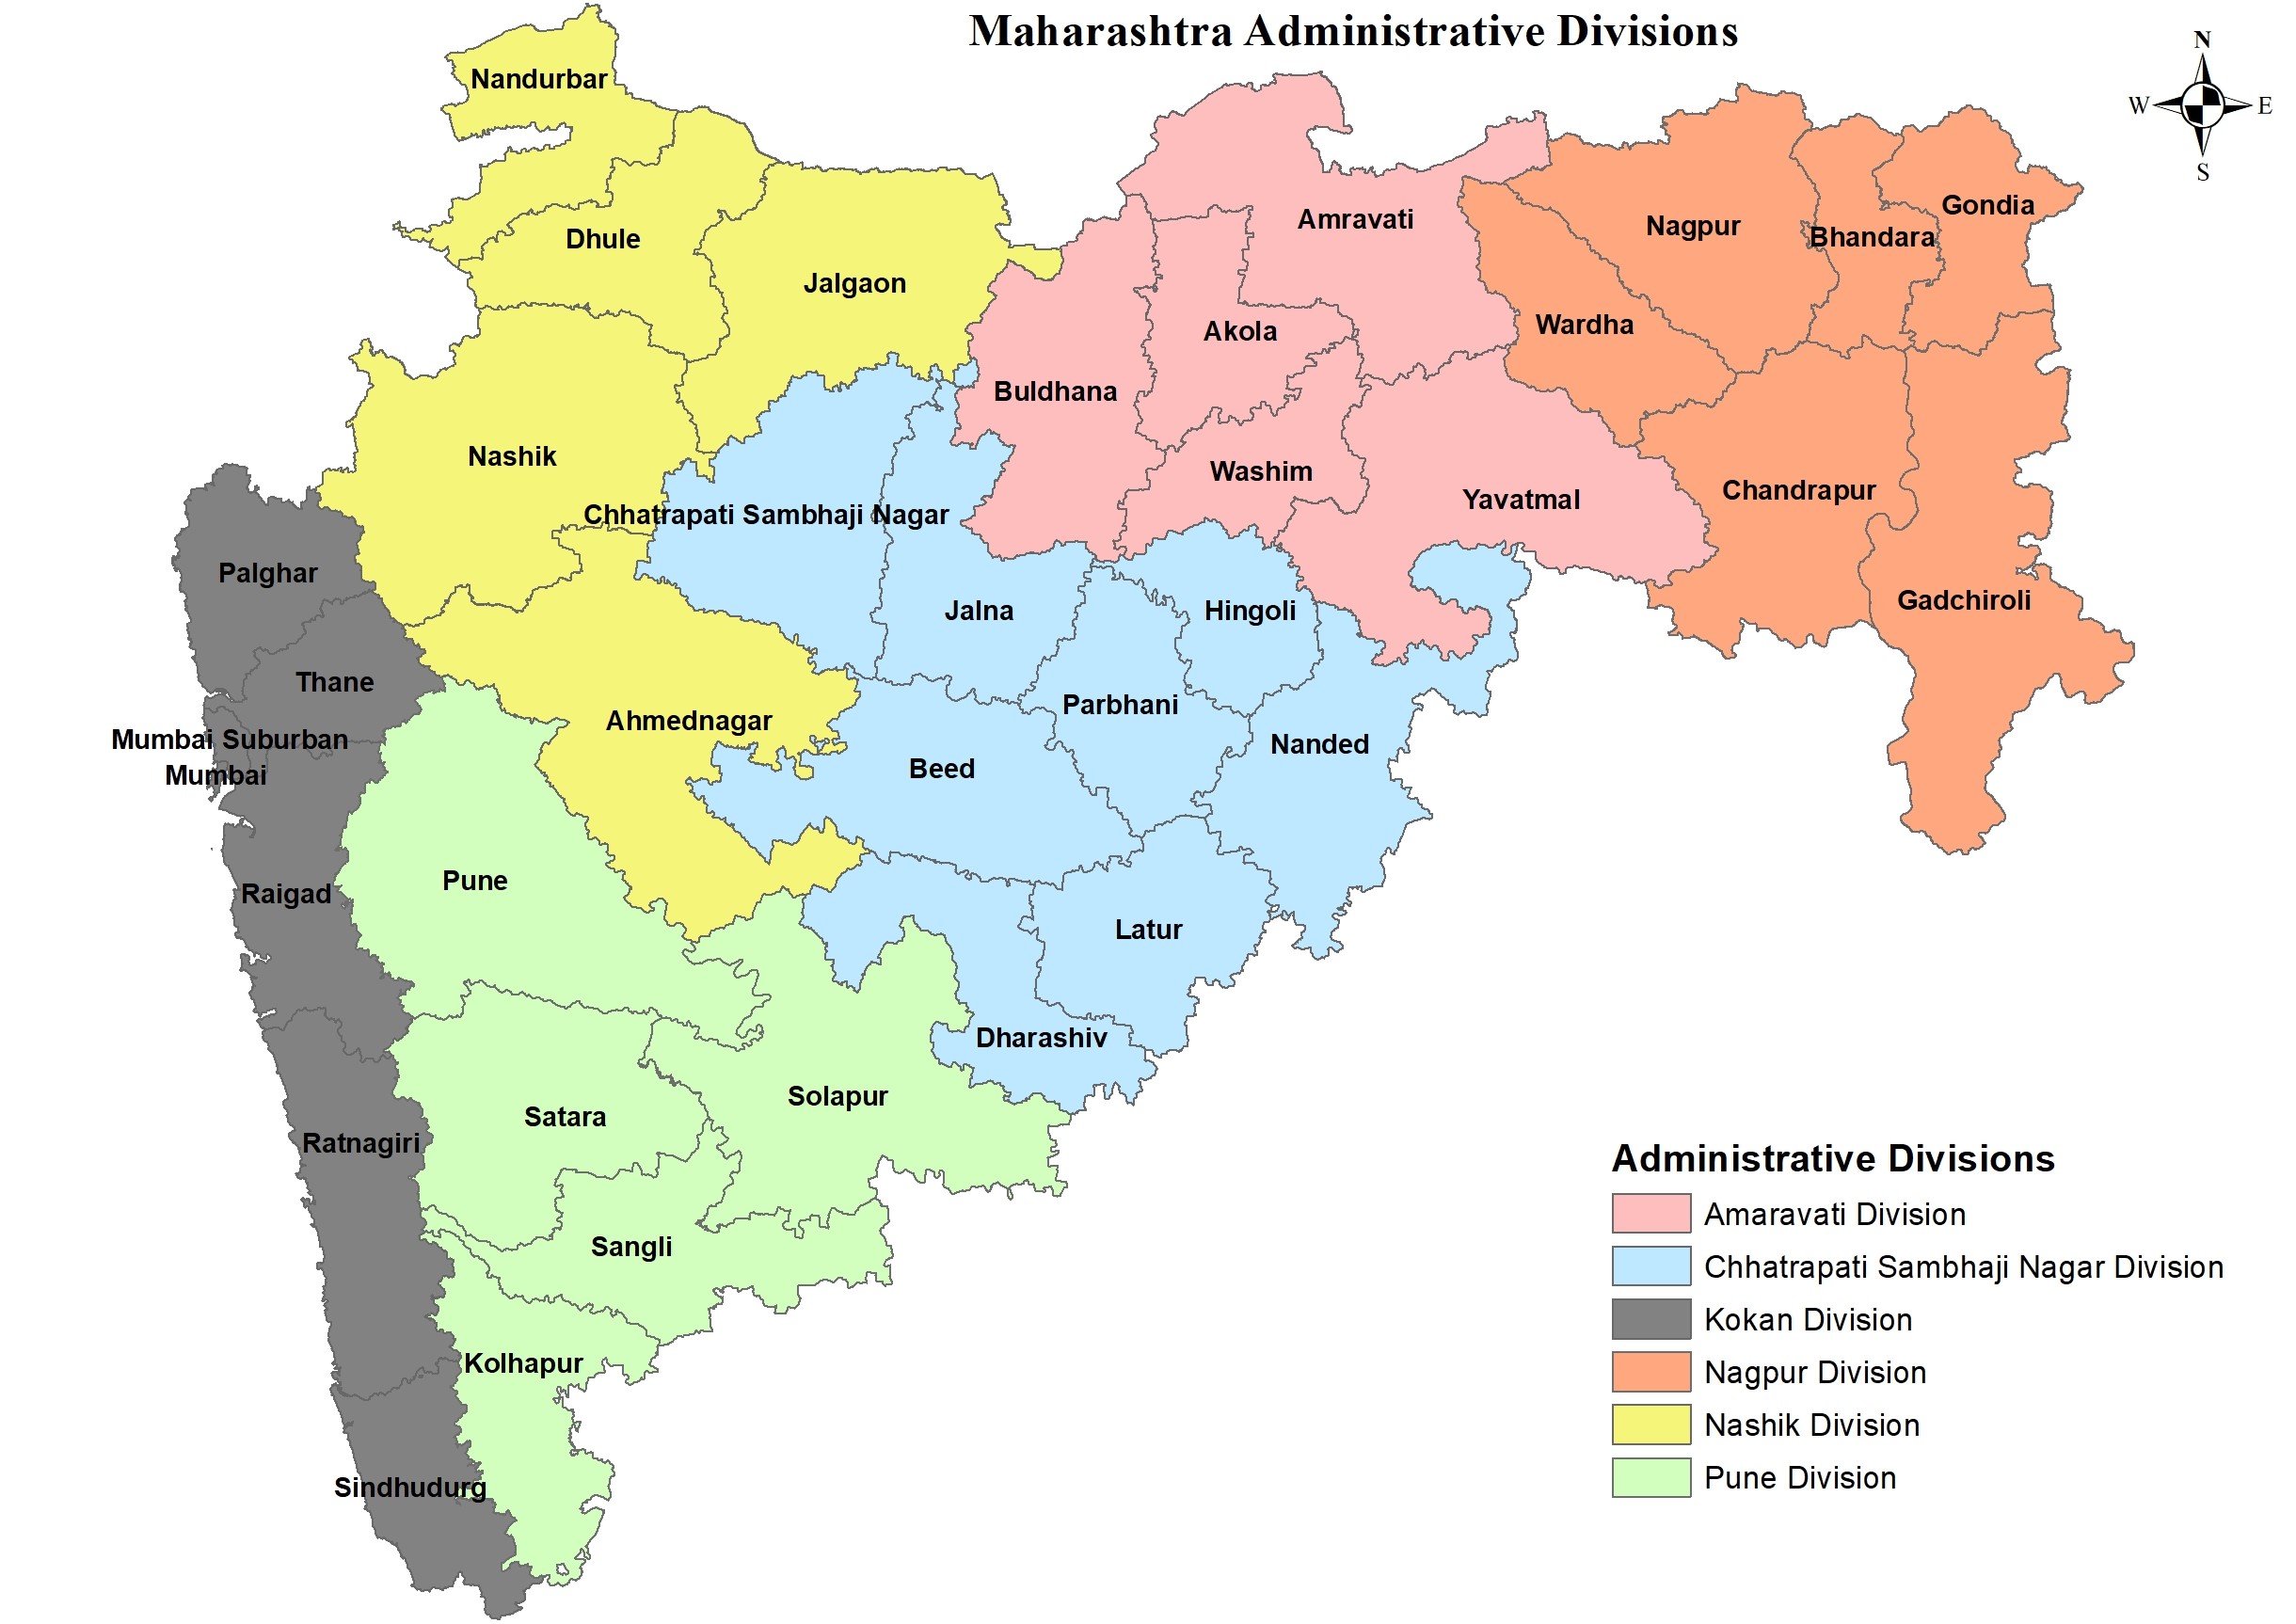 Maharashtra Administrative Divisions
N
W
E
S
Nandurbar
Dhule
Jalgaon
Nashik
Ahmednagar
Amravati
Akola
Buldhana
Washim
Yavatmal
Nagpur
Bhandara
Gondia
Wardha
Chandrapur
Gadchiroli
Chhatrapati Sambhaji Nagar
Jalna
Hingoli
Parbhani
Nanded
Beed
Latur
Dharashiv
Palghar
Thane
Mumbai Suburban
Mumbai
Raigad
Ratnagiri
Sindhudurg
Pune
Satara
Solapur
Sangli
Kolhapur
Administrative Divisions
Amaravati Division
Chhatrapati Sambhaji Nagar Division
Kokan Division
Nagpur Division
Nashik Division
Pune Division